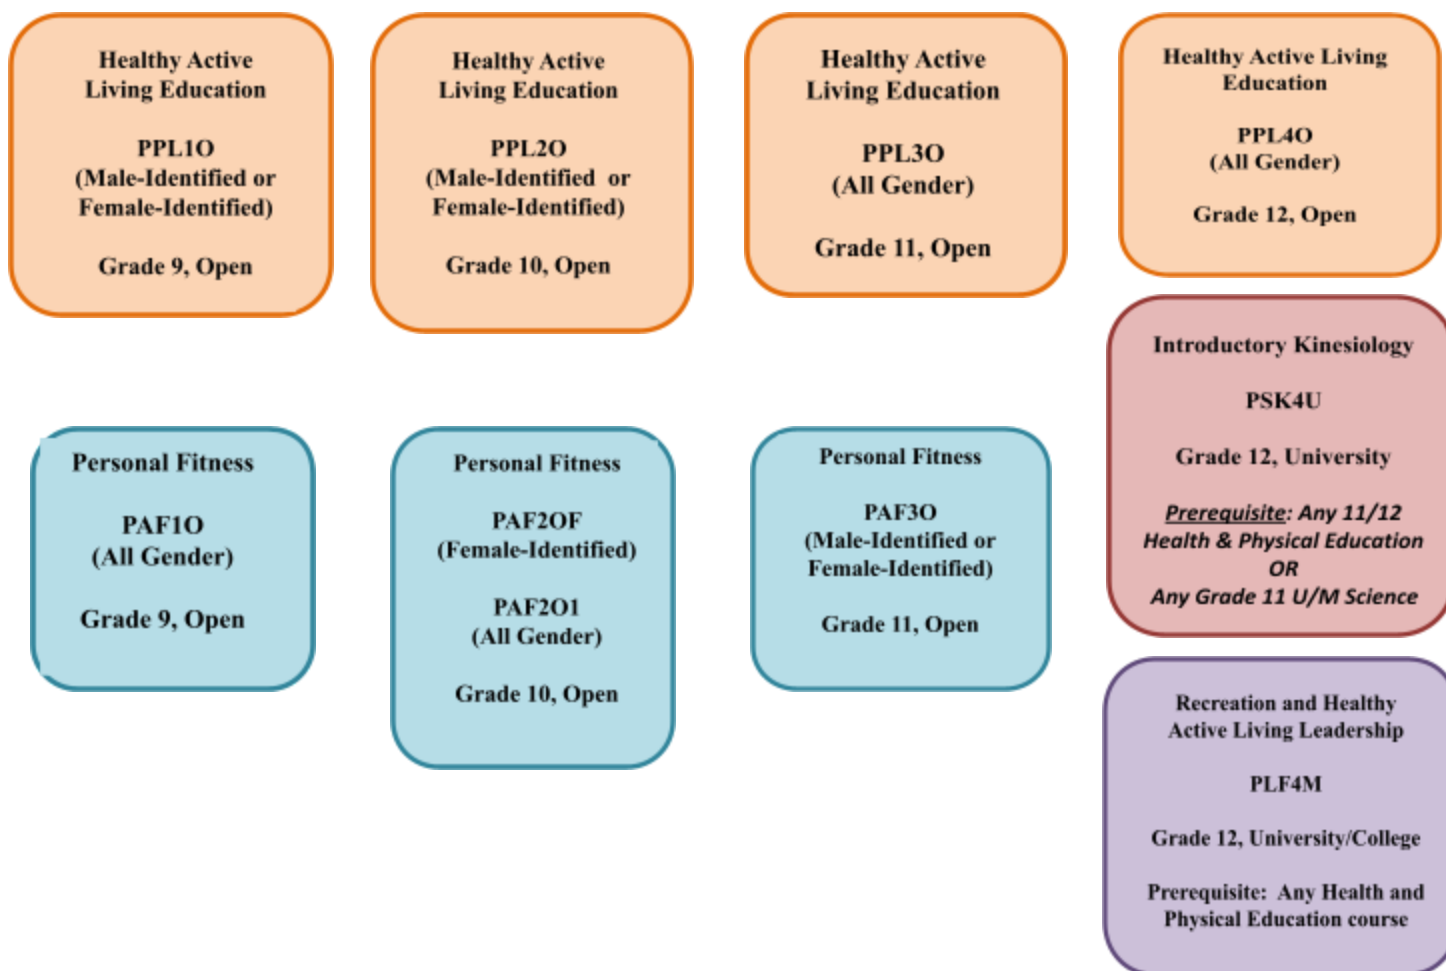 Healthy Active
Living Education
PPL1O
(Male-Identified or
Female-Identified)
Grade 9, Open
Healthy Active
Living Education
PPL2O
(Male-Identified or
Female-Identified)
Grade 10, Open
Healthy Active
Living Education
PPL3O
(All Gender)
Grade 11, Open
Healthy Active Living
Education
PPL4O
(All Gender)
Grade 12, Open
Introductory Kinesiology
PSK4U
Grade 12, University
Prerequisite: Any 11/12
Health & Physical Education
OR
Any Grade 11 U/M Science
Personal Fitness
PAF1O
(All Gender)
Grade 9, Open
Personal Fitness
PAF2OF
(Female-Identified)
PAF2O1
(All Gender)
Grade 10, Open
Personal Fitness
PAF3O
(Male-Identified or
Female-Identified)
Grade 11, Open
Recreation and Healthy
Active Living Leadership
PLF4M
Grade 12, University/College
Prerequisite: Any Health and
Physical Education course